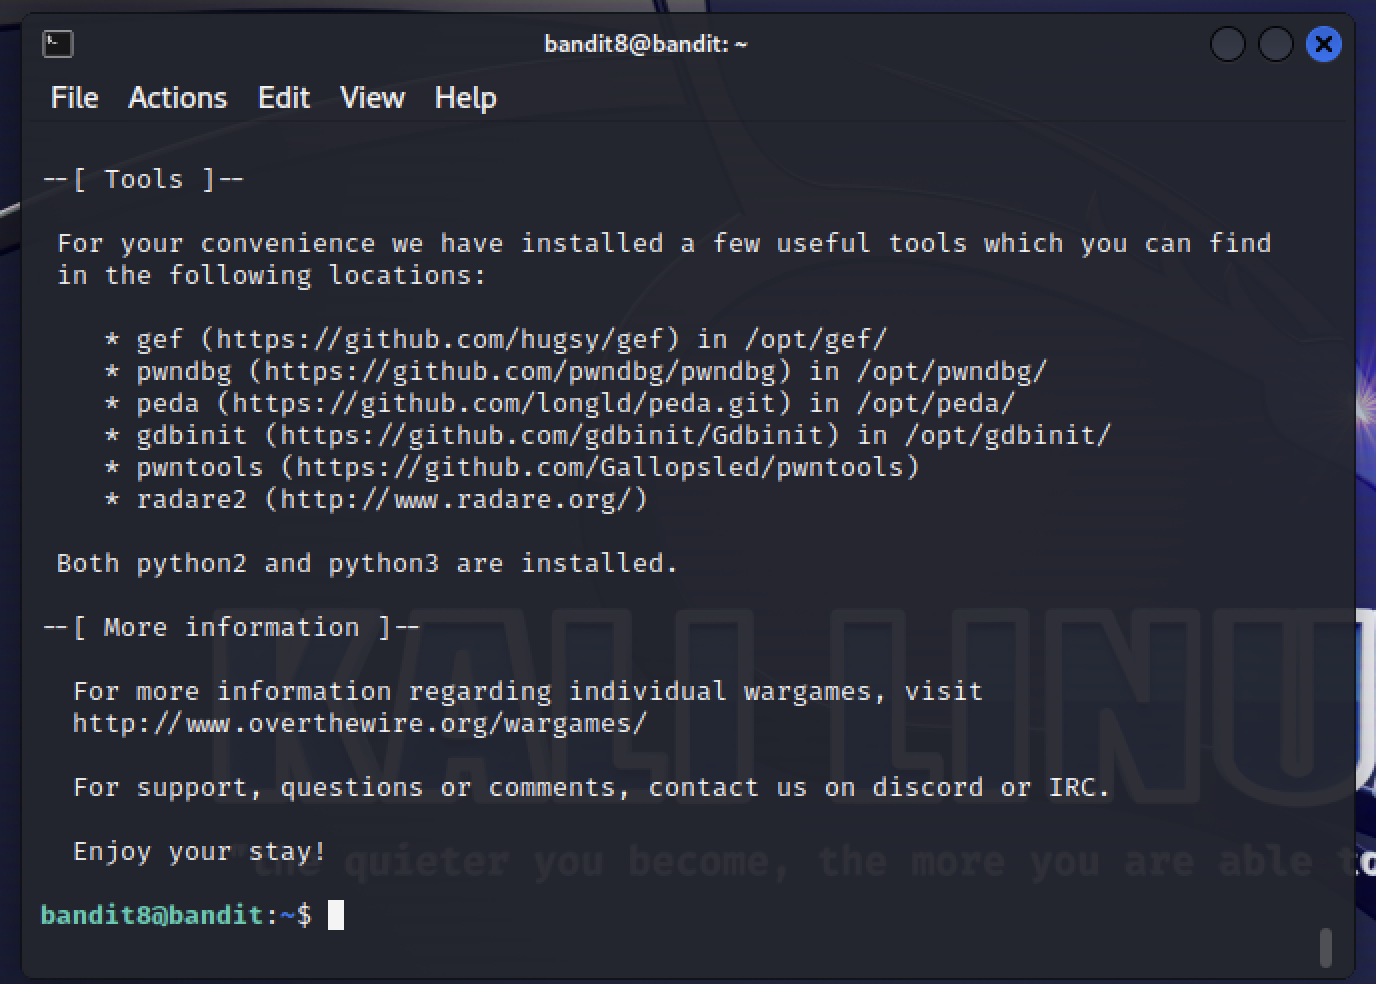 bandit8@bandit: ~
File Actions Edit View Help
--[ Tools ]--
For your convenience we have installed a few useful tools which you can find
in the following locations:
* gef (https://github.com/hugsy/gef) in /opt/gef/
* pwndbg (https://github.com/pwndbg/pwndbg) in /opt/pwndbg/
* peda (https://github.com/longld/peda.git) in /opt/peda/
* gdbinit (https://github.com/gdbinit/Gdbinit) in /opt/gdbinit/
* pwntools (https://github.com/Gallopsled/pwntools)
* radare2 (http://www.radare.org/)
Both python2 and python3 are installed.
--[ More information ]--
For more information regarding individual wargames, visit
http://www.overthewire.org/wargames/
For support, questions or comments, contact us on discord or IRC.
Enjoy your stay!
bandit8@bandit:~$
KALI LINU
"the quieter you become, the more you are able to